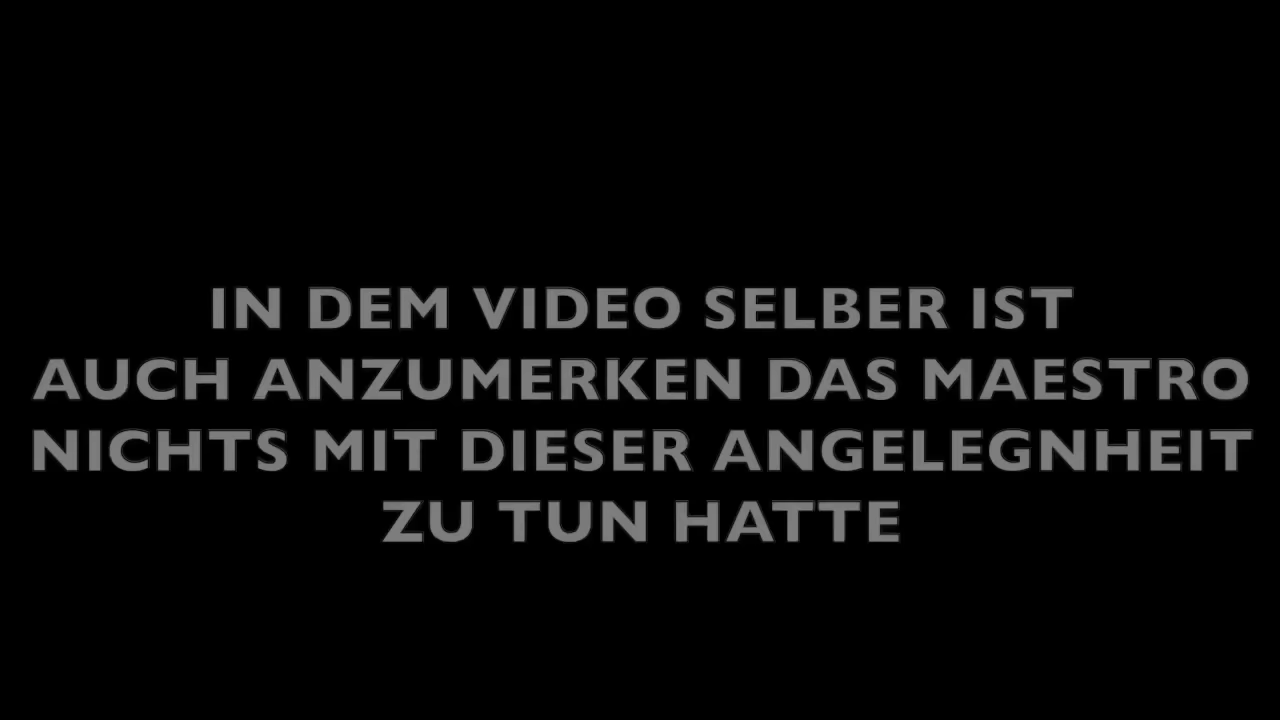 IN DEM VIDEO SELBER IST
AUCH ANZUMERKEN DAS MAESTRO
NICHTS MIT DIESER ANGELEGNHEIT
ZU TUN HATTE